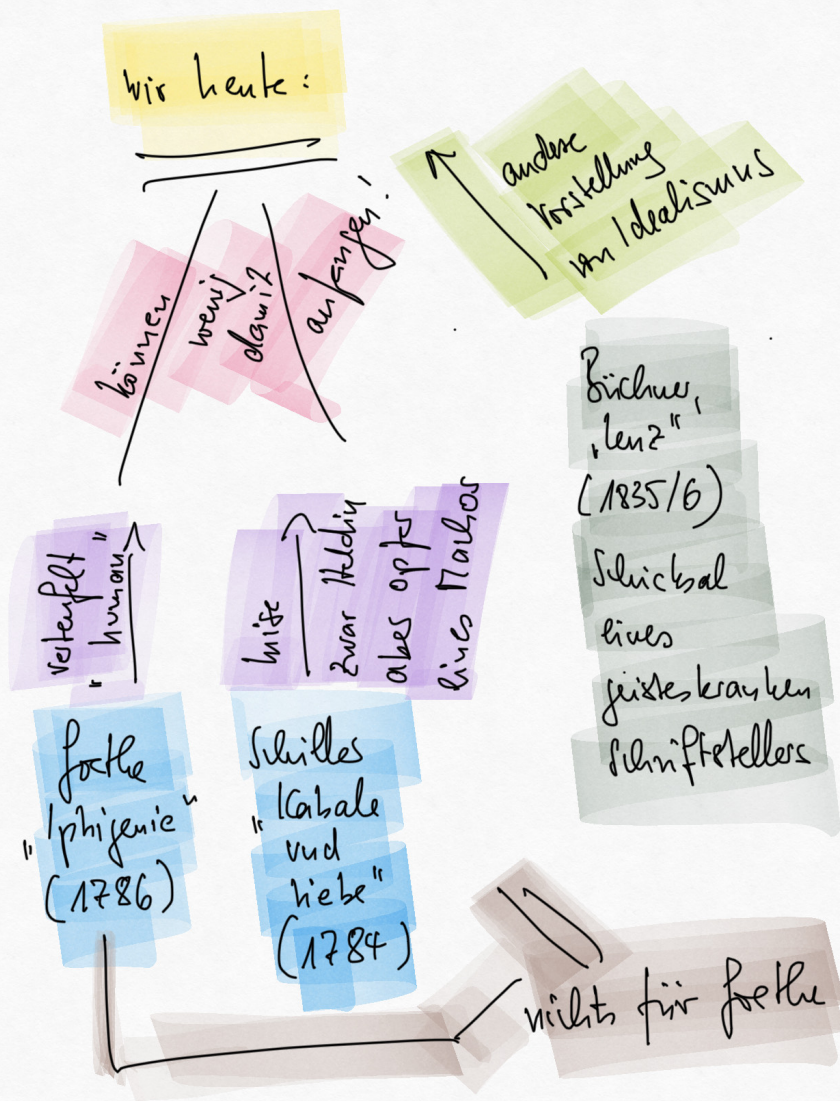 wir heute:
können
wenig
damit
anfangen!
andere
Vorstellung
von Idealismus
Büchner,
"Lenz"
(1835/6)
Schicksal
eines
geisteskranken
Schriftstellers
verteufelt
"human"
Luise
zwar Heldin
aber Opfer
eines Machos
Goethe
"Iphigenie"
(1786)
Schillers
"Kabale
und
Liebe"
(1784)
nichts für Goethe